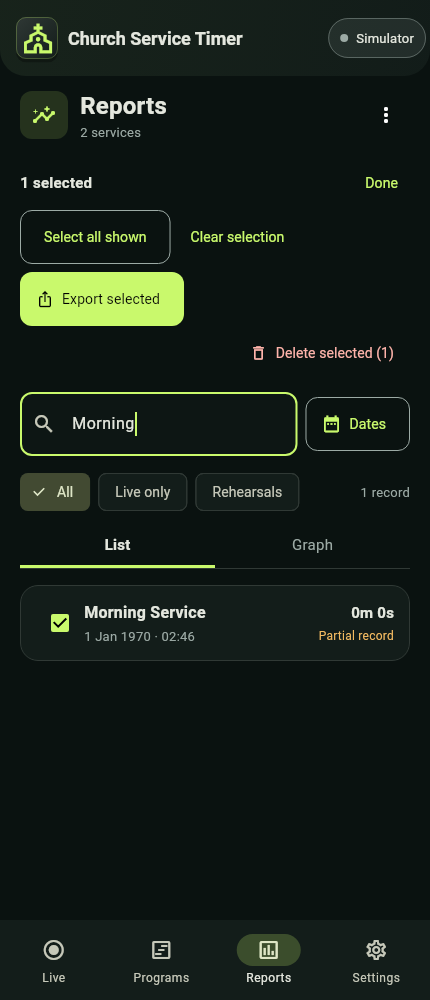 Church Service Timer
Simulator
Reports
2 services
1 selected
Done
Select all shown
Clear selection
Export selected
Delete selected (1)
Morning
Dates
All
Live only
Rehearsals
1 record
List
Graph
Morning Service
0m 0s
1 Jan 1970 · 02:46
Partial record
Live
Programs
Reports
Settings